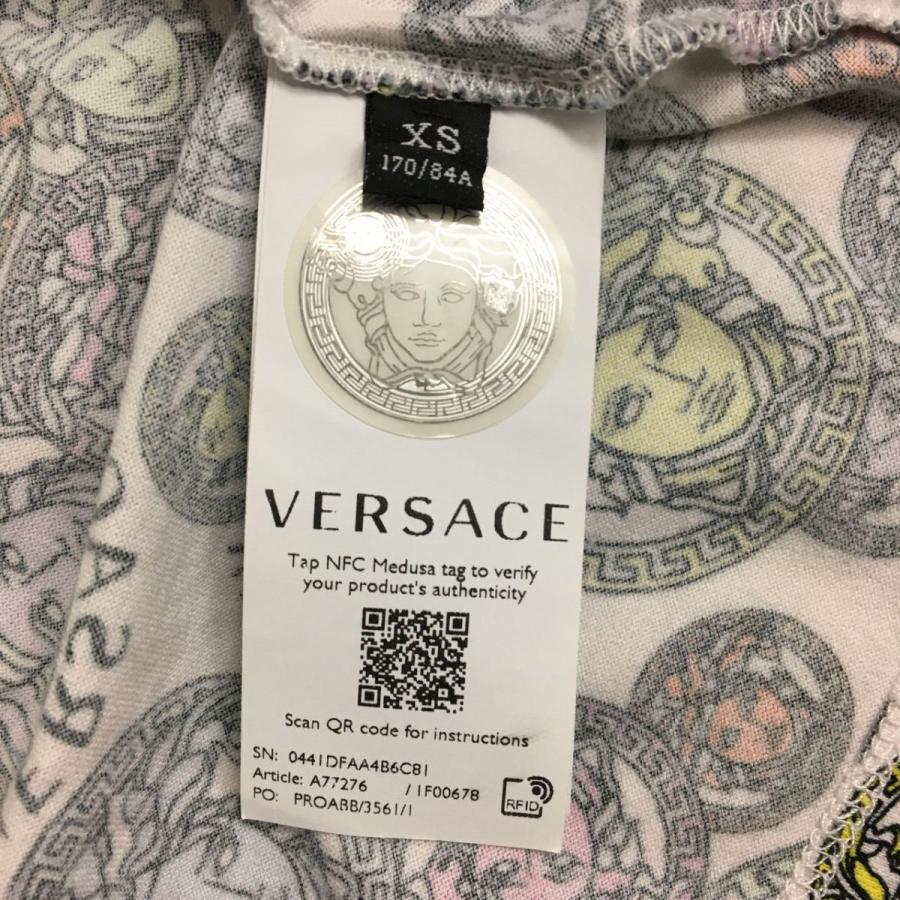 XS
170/84A
VERSACE
Tap NFC Medusa tag to verify
your product's authenticity
Scan QR code for instructions
SN: 0441DFAA4B6C81
Article: A77276 / 1F00678
PO: PROABB/3561/1
RFID